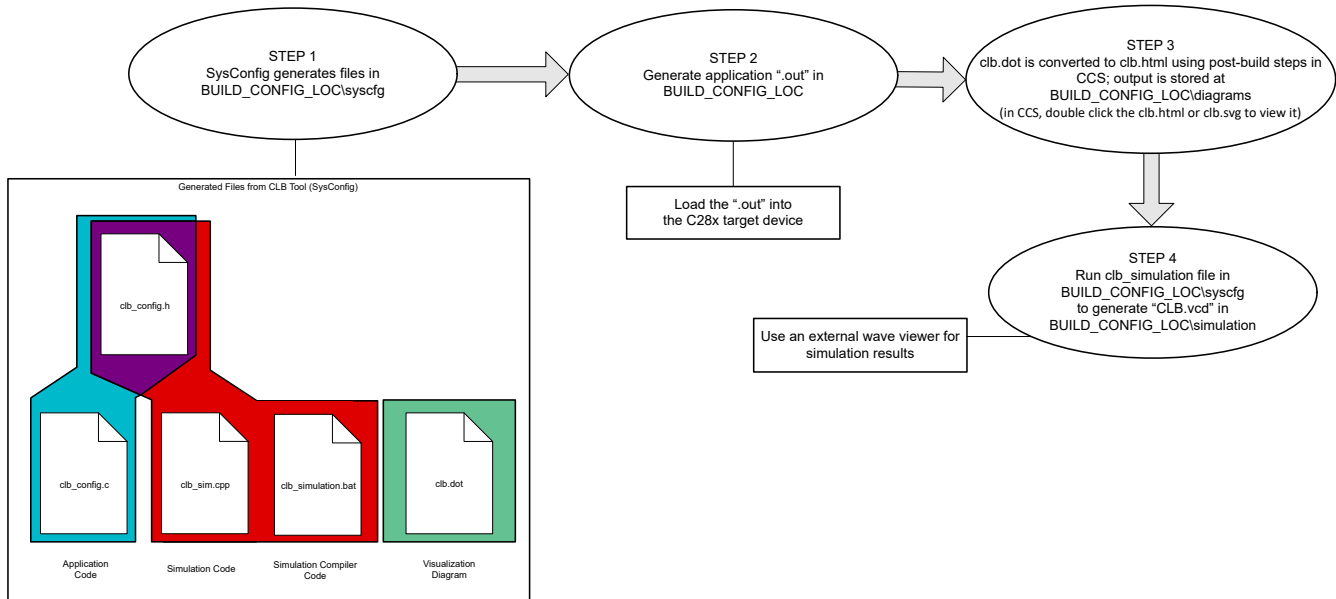 STEP 1
SysConfig generates files in
BUILD_CONFIG_LOC\syscfg
STEP 2
Generate application “.out” in
BUILD_CONFIG_LOC
STEP 3
clb.dot is converted to clb.html using post-build steps in
CCS; output is stored at
BUILD_CONFIG_LOC\diagrams
(in CCS, double click the clb.html or clb.svg to view it)
Load the “.out” into
the C28x target device
STEP 4
Run clb_simulation file in
BUILD_CONFIG_LOC\syscfg
to generate “CLB.vcd” in
BUILD_CONFIG_LOC\simulation
Use an external wave viewer for
simulation results
Generated Files from CLB Tool (SysConfig)
clb_config.h
clb_config.c
clb_sim.cpp
clb_simulation.bat
clb.dot
Application
Code
Simulation Code
Simulation Compiler
Code
Visualization
Diagram